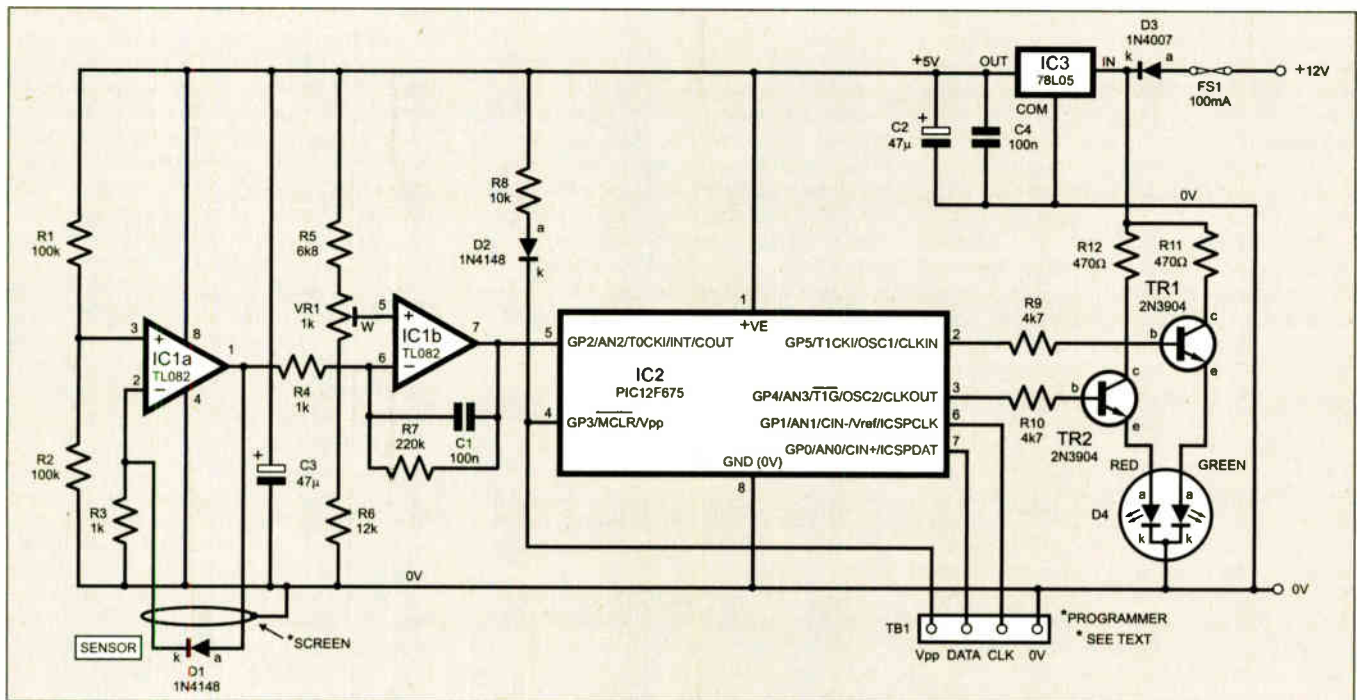 D3
1N4007
+5V
OUT
IC3
78L05
IN
k
a
+12V
FS1
100mA
COM
C2
47μ
+
C4
100n
0V
R1
100k
R8
10k
R5
6k8
D2
1N4148
a
k
R12
470Ω
R11
470Ω
TR1
2N3904
b
c
e
VR1
1k
W
3
+
IC1a
TL082
8
1
2
−
4
5
+
IC1b
TL082
7
6
−
R4
1k
R9
4k7
1
+VE
5
GP2/AN2/T0CKI/INT/COUT
GP5/T1CKI/OSC1/CLKIN
2
IC2
PIC12F675
GP4/AN3/T1G/OSC2/CLKOUT
3
4
GP3/MCLR/Vpp
GP1/AN1/CIN-/Vref/ICSPCLK
6
GP0/AN0/CIN+/ICSPDAT
7
GND (0V)
8
R10
4k7
b
c
e
TR2
2N3904
R7
220k
C1
100n
R2
100k
R3
1k
+
C3
47μ
R6
12k
RED
GREEN
D4
a
a
k
k
0V
0V
SENSOR
*SCREEN
k
a
D1
1N4148
TB1
*PROGRAMMER
* SEE TEXT
Vpp DATA CLK 0V